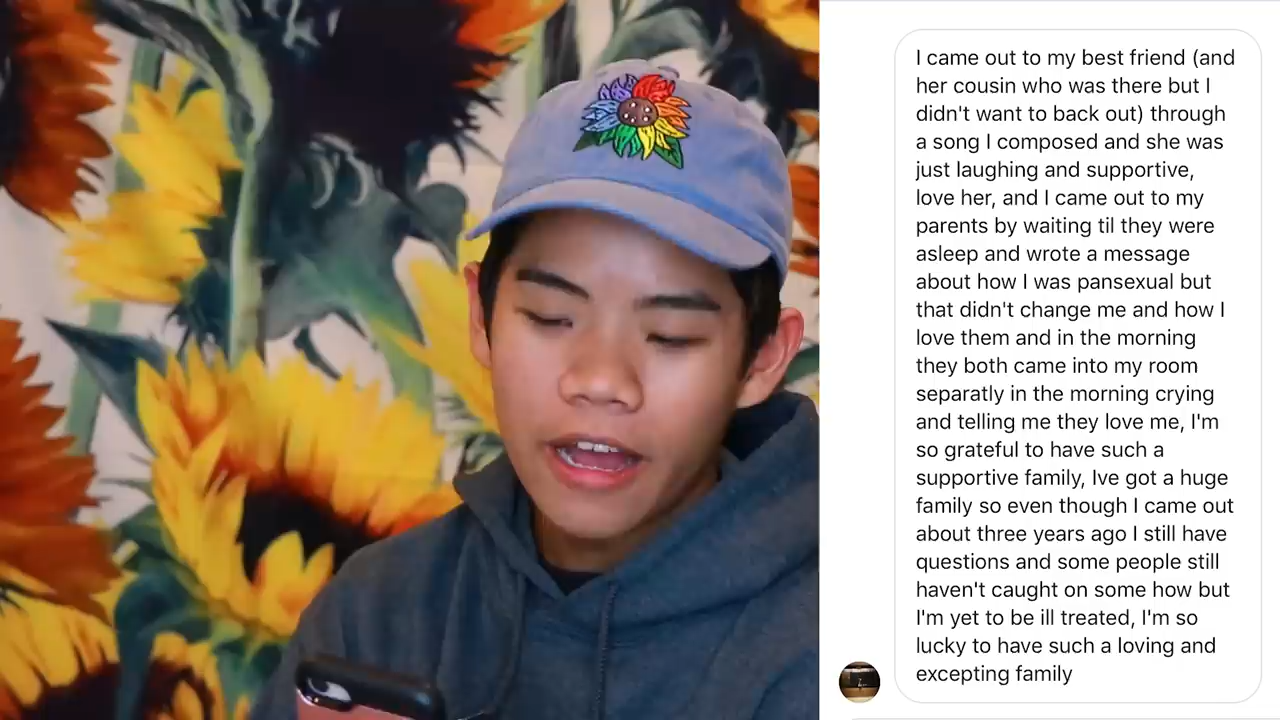 I came out to my best friend (and
her cousin who was there but I
didn't want to back out) through
a song I composed and she was
just laughing and supportive,
love her, and I came out to my
parents by waiting til they were
asleep and wrote a message
about how I was pansexual but
that didn't change me and how I
love them and in the morning
they both came into my room
separatly in the morning crying
and telling me they love me, I'm
so grateful to have such a
supportive family, Ive got a huge
family so even though I came out
about three years ago I still have
questions and some people still
haven't caught on some how but
I'm yet to be ill treated, I'm so
lucky to have such a loving and
excepting family